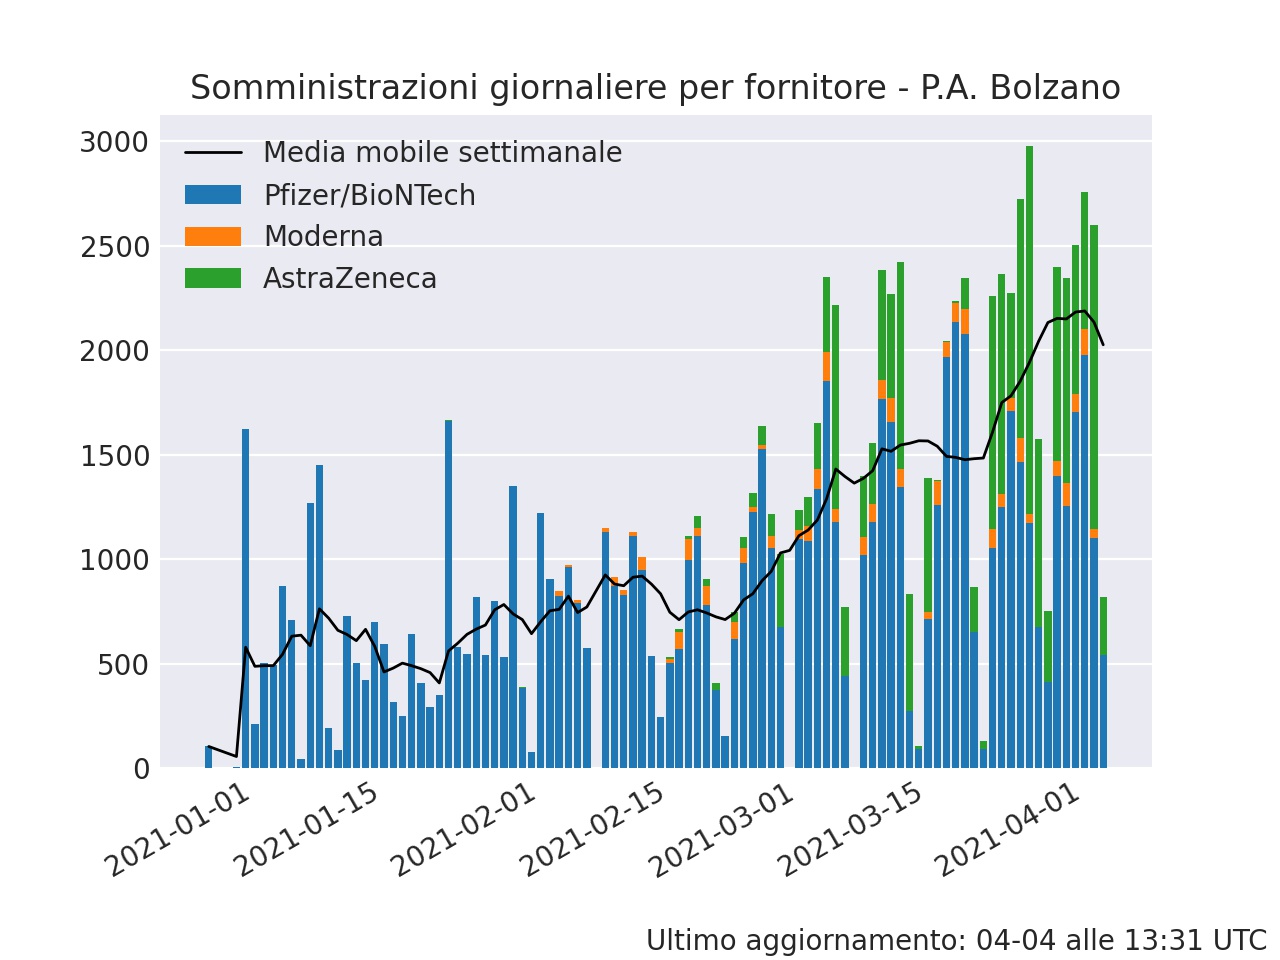 Somministrazioni giornaliere per fornitore - P.A. Bolzano
3000
2500
2000
1500
1000
500
0
Media mobile settimanale
Pfizer/BioNTech
Moderna
AstraZeneca
2021-01-01
2021-01-15
2021-02-01
2021-02-15
2021-03-01
2021-03-15
2021-04-01
Ultimo aggiornamento: 04-04 alle 13:31 UTC